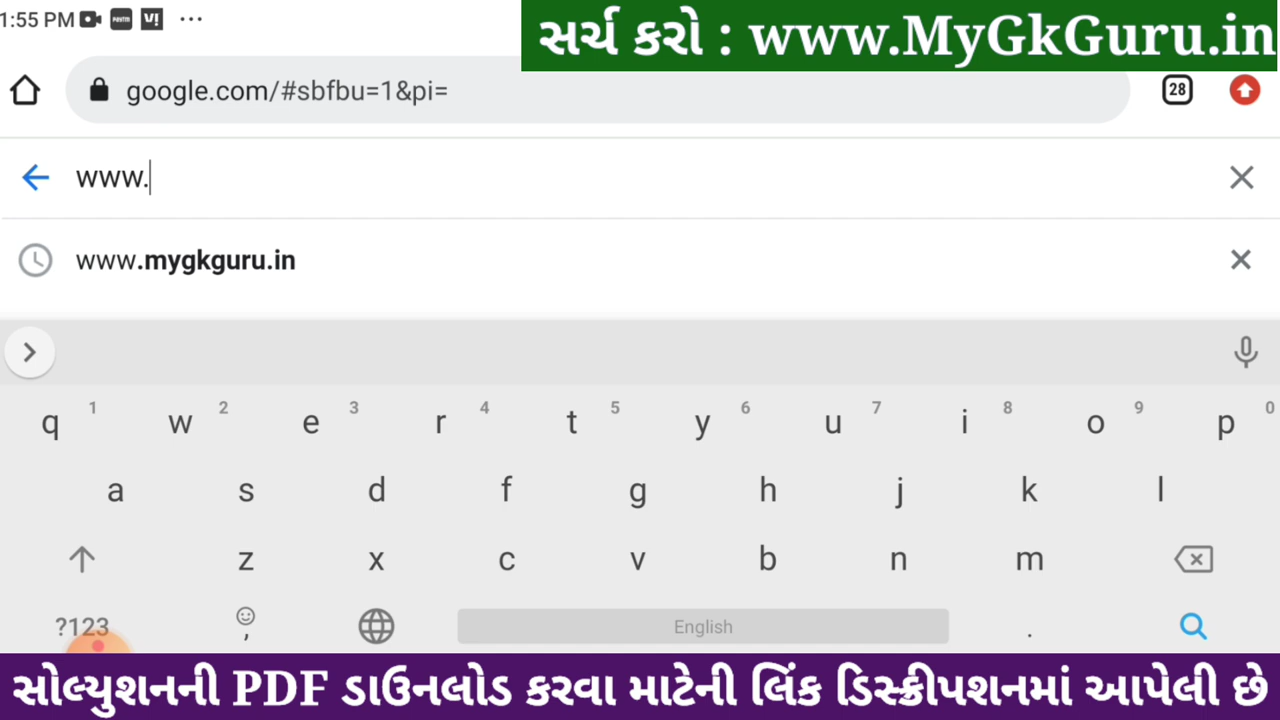 1:55 PM Paytm V! ...
સર્ચ કરો : www.MyGkGuru.in
google.com/#sbfbu=1&pi=
28
www.
www.mygkguru.in
q 1 w 2 e 3 r 4 t 5 y 6 u 7 i 8 o 9 p 0
a s d f g h j k l
z x c v b n m
?123 , English .
સોલ્યુશનની PDF ડાઉનલોડ કરવા માટેની લિંક ડિસ્ક્રીપશનમાં આપેલી છે